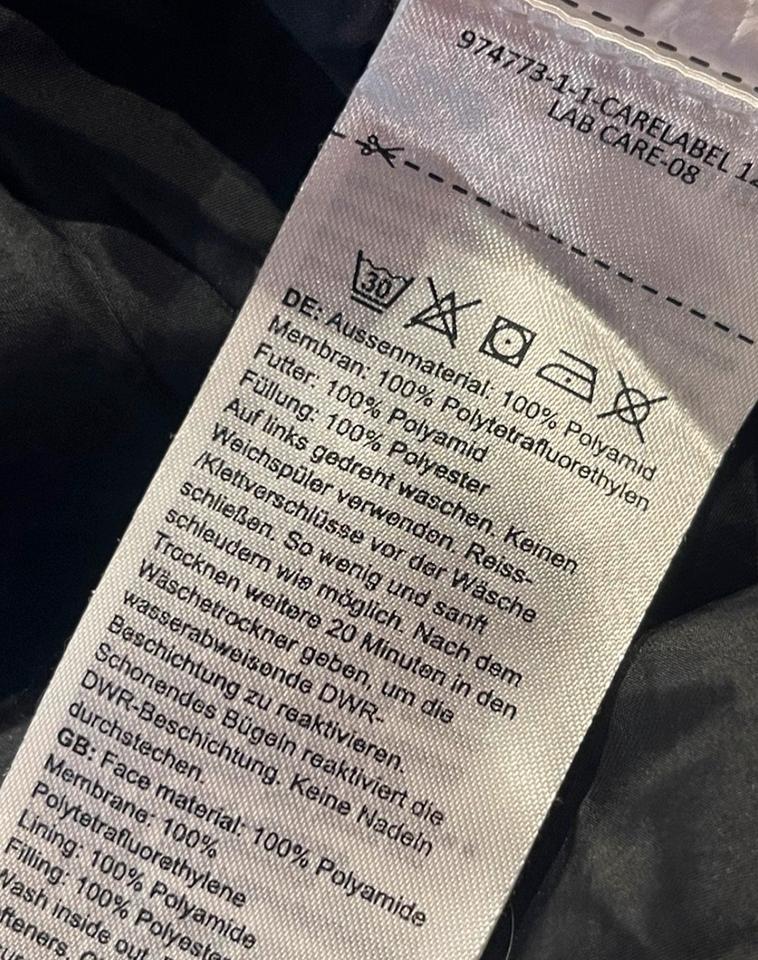 974773-1-1-CARELABEL
LAB CARE-08
30
DE: Aussenmaterial: 100% Polyamid
Membran: 100% Polytetrafluorethylen
Futter: 100% Polyamid
Füllung: 100% Polyester
Auf links gedreht waschen. Keinen
Weichspüler verwenden. Reiss-
/Klettverschlüsse vor der Wäsche
schließen. So wenig und sanft
schleudern wie möglich. Nach dem
Trocknen weitere 20 Minuten in den
Wäschetrockner geben, um die
wasserabweisende DWR-
Beschichtung zu reaktivieren.
Schonendes Bügeln reaktiviert die
DWR-Beschichtung. Keine Nadeln
durchstechen.
GB: Face material: 100% Polyamide
Membrane: 100%
Polytetrafluorethylene
Lining: 100% Polyamide
Filling: 100% Polyester
Wash inside out.